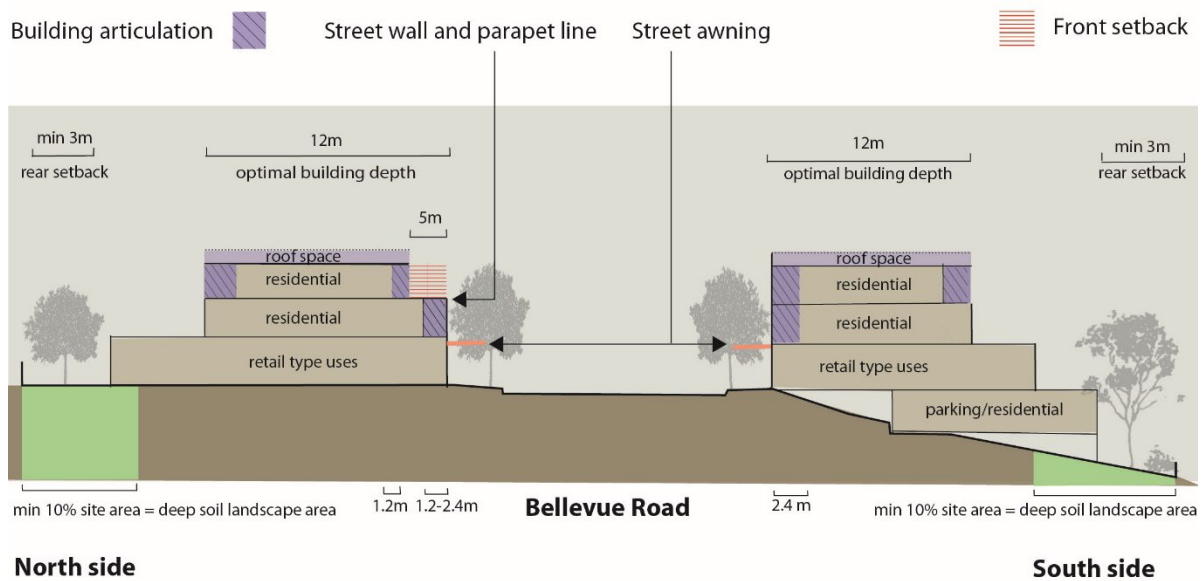 Building articulation
Street wall and parapet line
Street awning
Front setback
min 3m
rear setback
12m
optimal building depth
5m
12m
optimal building depth
min 3m
rear setback
roof space
residential
residential
retail type uses
roof space
residential
residential
retail type uses
parking/residential
min 10% site area = deep soil landscape area
1.2m
1.2-2.4m
Bellevue Road
2.4 m
min 10% site area = deep soil landscape area
North side
South side